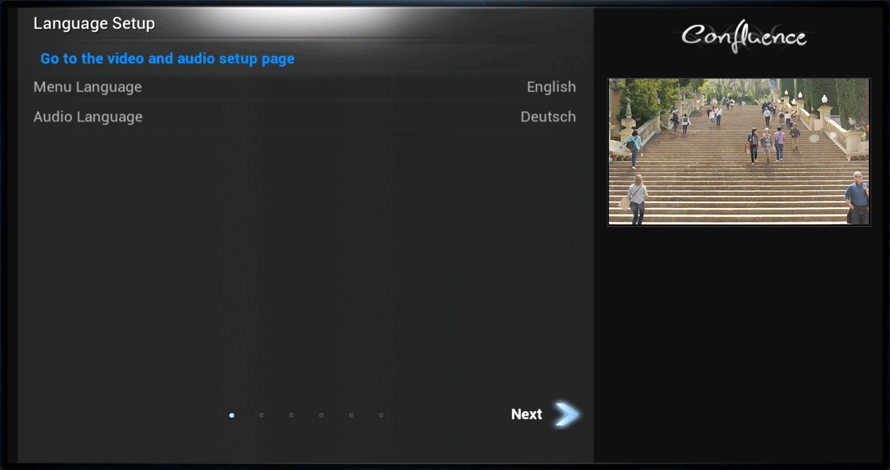 Language Setup
Go to the video and audio setup page
Menu Language English
Audio Language Deutsch
Next
Confluence